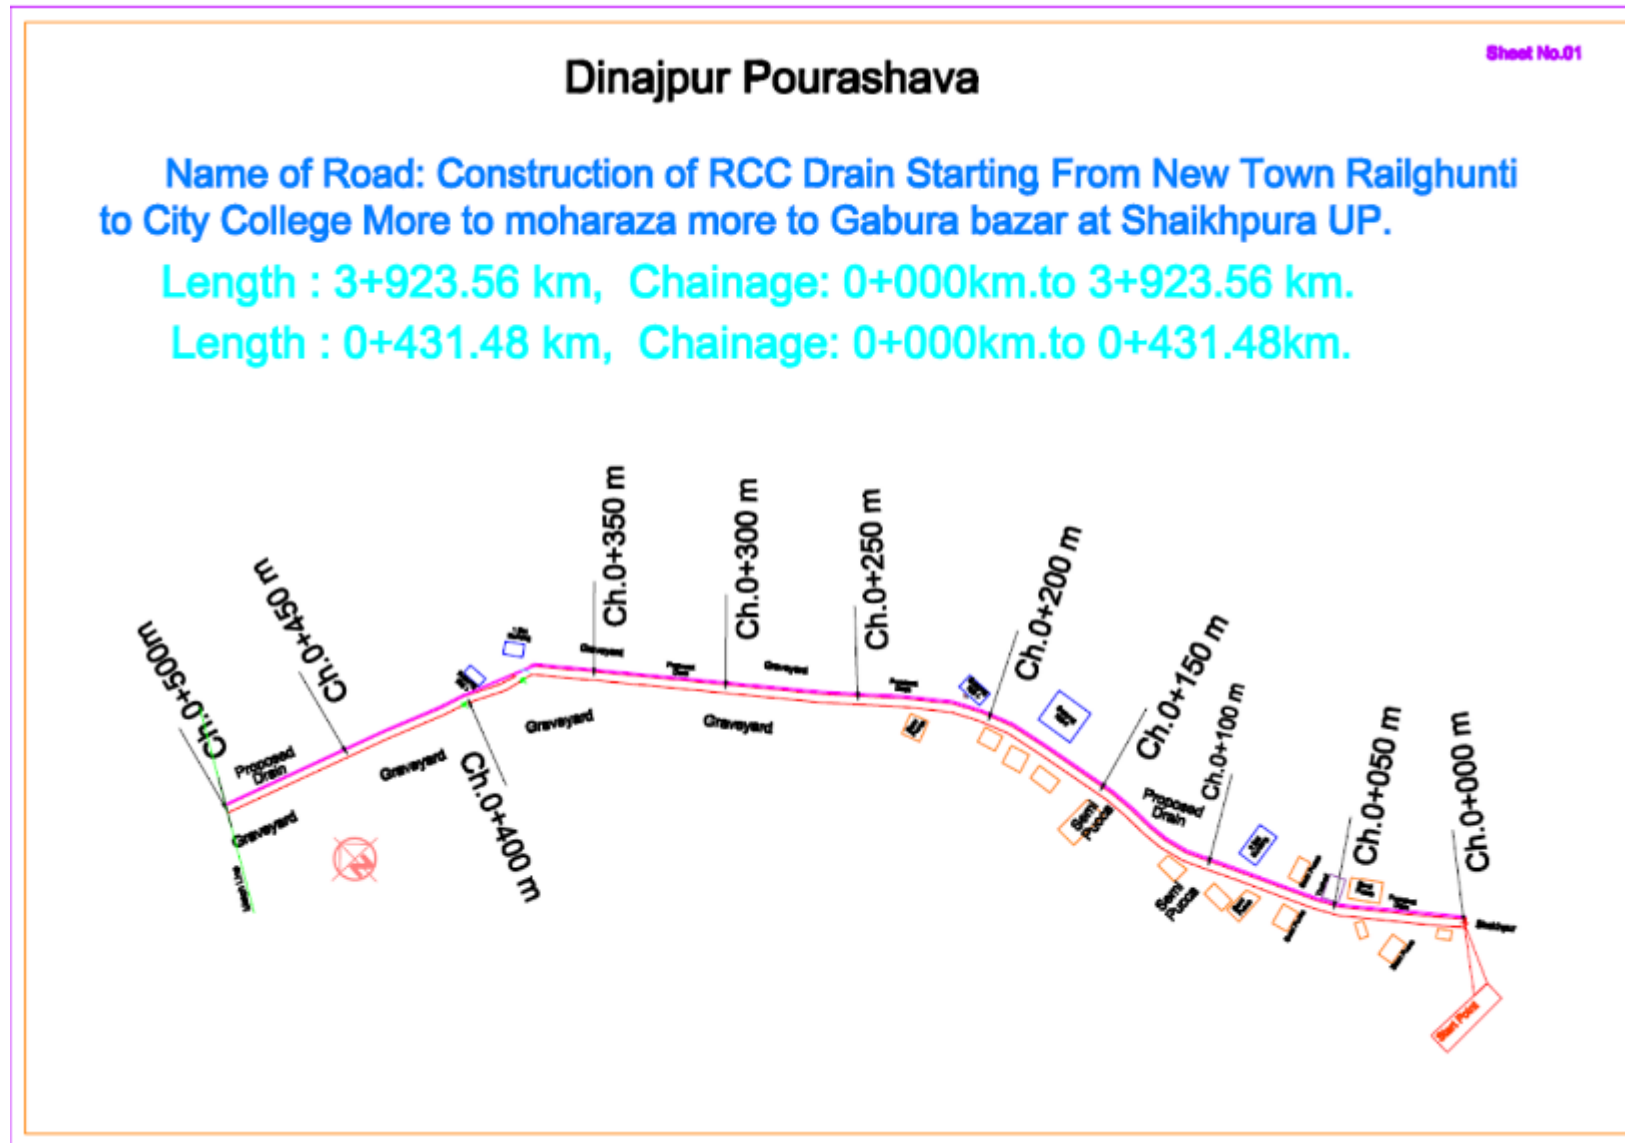 Sheet No.01
Dinajpur Pourashava
Name of Road: Construction of RCC Drain Starting From New Town Railghunti
to City College More to moharaza more to Gabura bazar at Shaikhpura UP.
Length : 3+923.56 km, Chainage: 0+000km.to 3+923.56 km.
Length : 0+431.48 km, Chainage: 0+000km.to 0+431.48km.
Ch.0+500m
Ch.0+450 m
Ch.0+400 m
Ch.0+350 m
Ch.0+300 m
Ch.0+250 m
Ch.0+200 m
Ch.0+150 m
Ch.0+100 m
Ch.0+050 m
Ch.0+000 m
Graveyard
Graveyard
Proposed
Drain
Graveyard
Graveyard
Graveyard
Graveyard
Semi
Pucca
Proposed
Drain
Semi
Pucca
Start Point